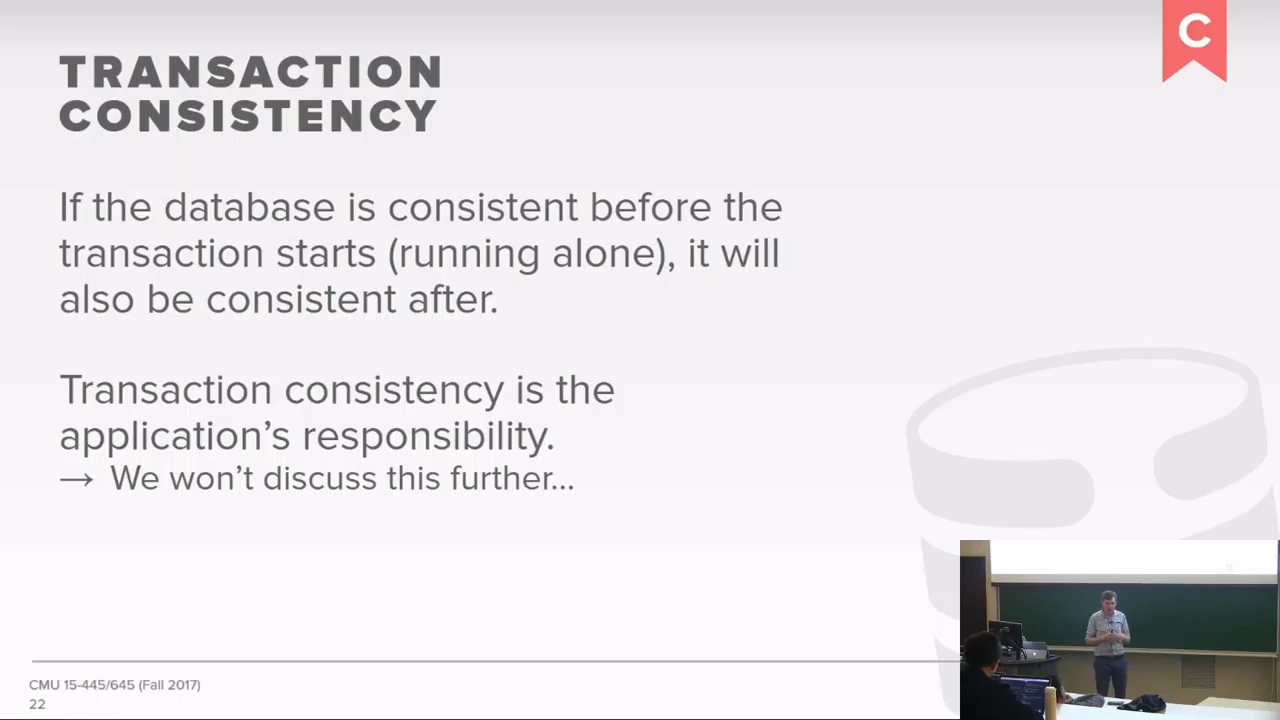 C
TRANSACTION
CONSISTENCY
If the database is consistent before the
transaction starts (running alone), it will
also be consistent after.
Transaction consistency is the
application’s responsibility.
→ We won’t discuss this further…
CMU 15-445/645 (Fall 2017)
22